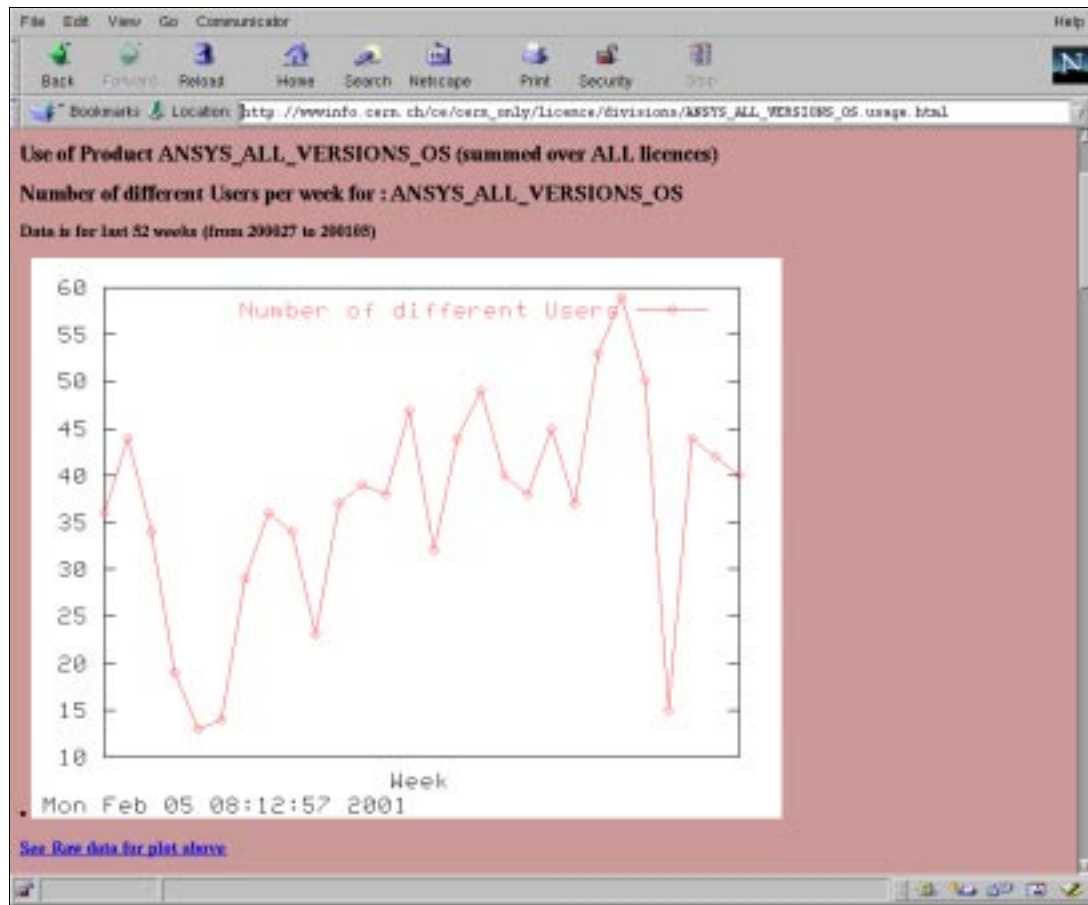 File Edit View Go Communicator Help
Back Forward Reload Home Search Netscape Print Security Stop
N
Bookmarks Location: http://wwwinfo.cern.ch/ce/cern_only/licence/divisions/ANSYS_ALL_VERSIONS_OS.usage.html
Use of Product ANSYS_ALL_VERSIONS_OS (summed over ALL licences)
Number of different Users per week for : ANSYS_ALL_VERSIONS_OS
Data is for last 52 weeks (from 200027 to 200105)
60
Number of different Users
55
50
45
40
35
30
25
20
15
10
Week
Mon Feb 05 08:12:57 2001
See Raw data for plot above